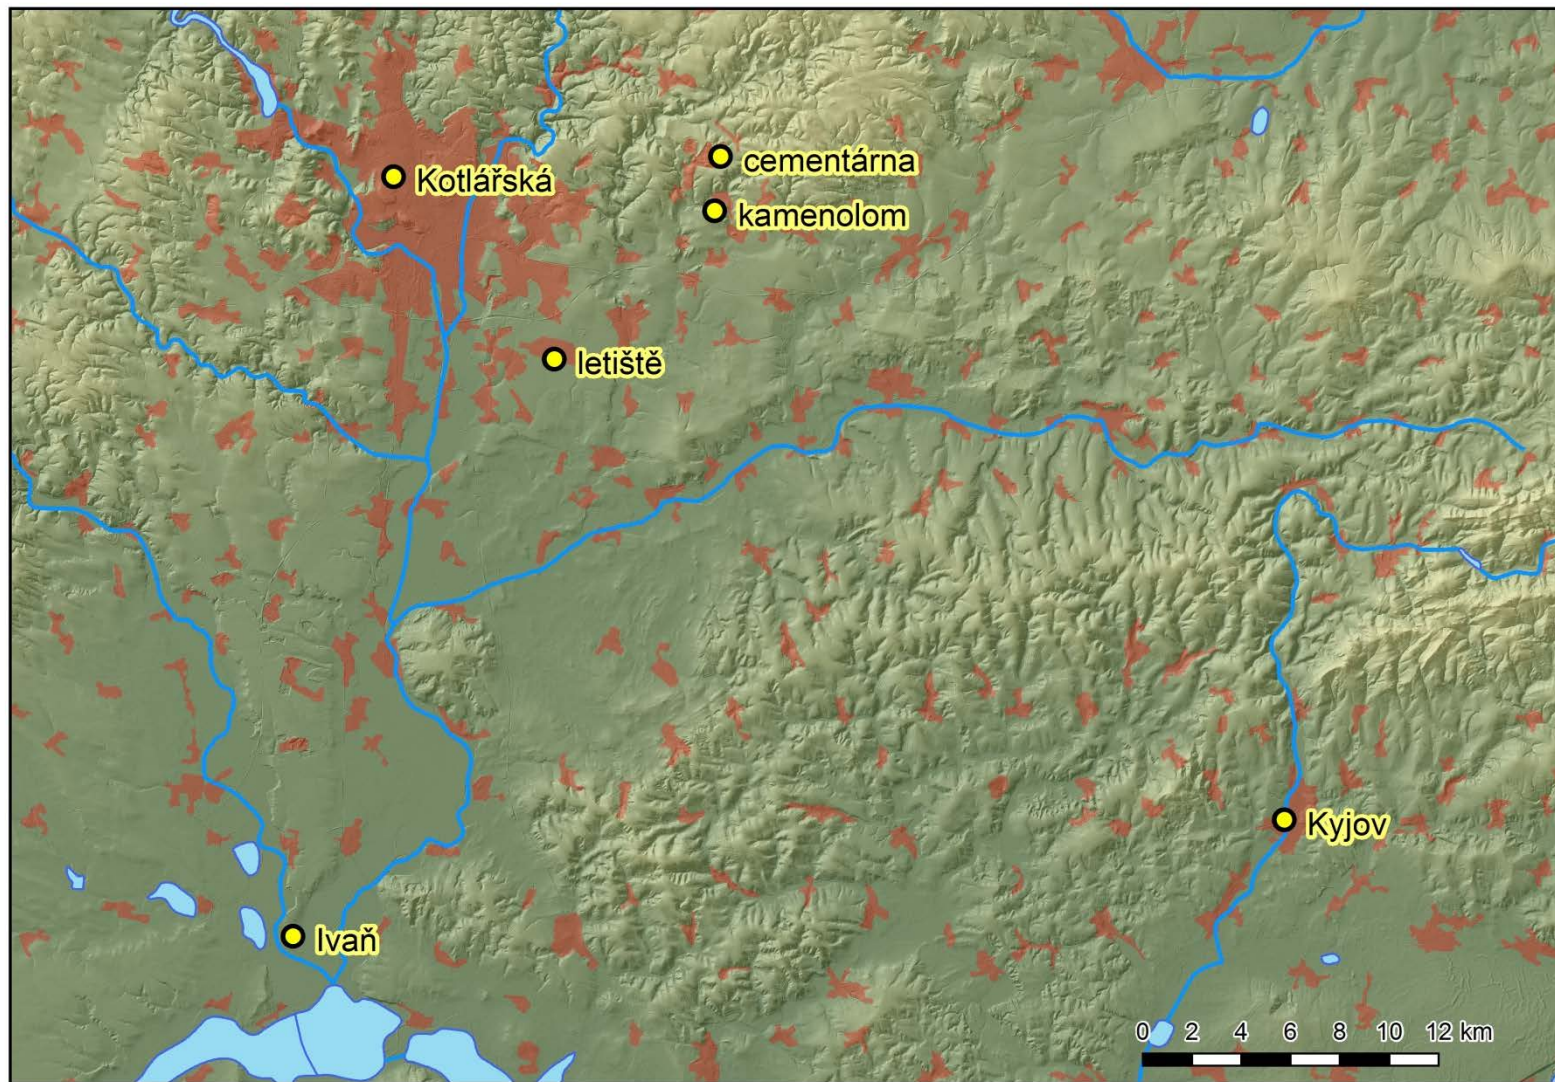 cementárna
Kotlářská
kamenolom
letiště
Kyjov
Ivaň
0 2 4 6 8 10 12 km